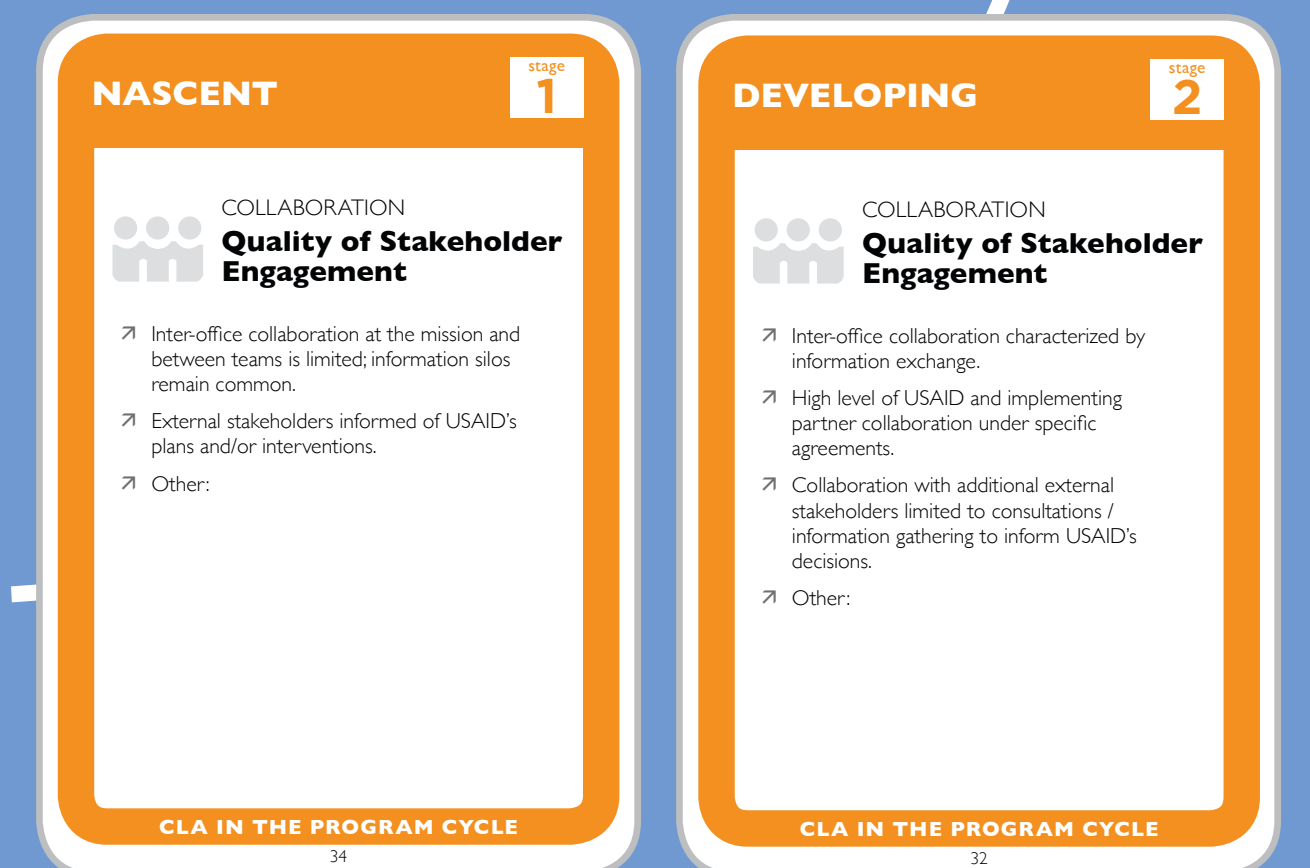 NASCENT
stage
1
COLLABORATION
Quality of Stakeholder
Engagement
Inter-office collaboration at the mission and
between teams is limited; information silos
remain common.
External stakeholders informed of USAID’s
plans and/or interventions.
Other:
CLA IN THE PROGRAM CYCLE
34
DEVELOPING
stage
2
COLLABORATION
Quality of Stakeholder
Engagement
Inter-office collaboration characterized by
information exchange.
High level of USAID and implementing
partner collaboration under specific
agreements.
Collaboration with additional external
stakeholders limited to consultations /
information gathering to inform USAID’s
decisions.
Other:
CLA IN THE PROGRAM CYCLE
32